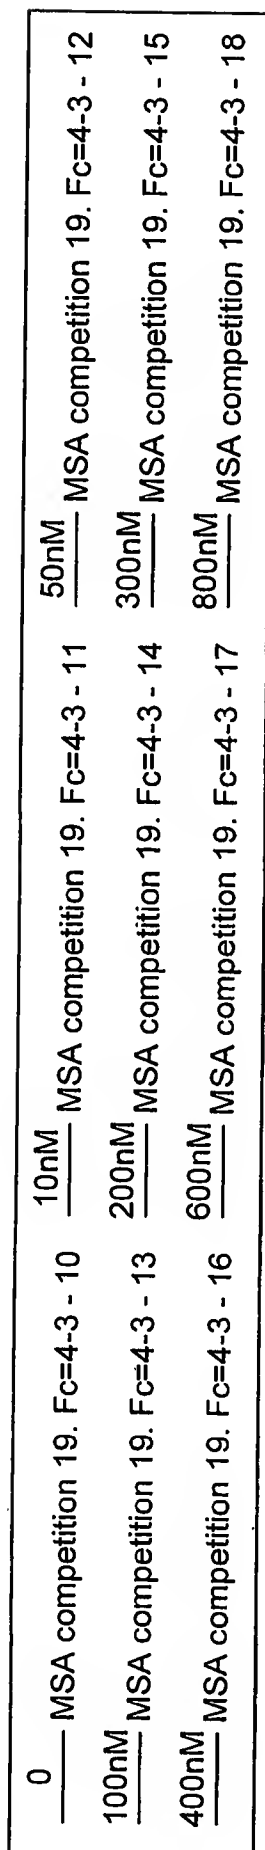 0 MSA competition 19. Fc=4-3 - 10 10nM MSA competition 19. Fc=4-3 - 11 50nM MSA competition 19. Fc=4-3 - 12
100nM MSA competition 19. Fc=4-3 - 13 200nM MSA competition 19. Fc=4-3 - 14 300nM MSA competition 19. Fc=4-3 - 15
400nM MSA competition 19. Fc=4-3 - 16 600nM MSA competition 19. Fc=4-3 - 17 800nM MSA competition 19. Fc=4-3 - 18